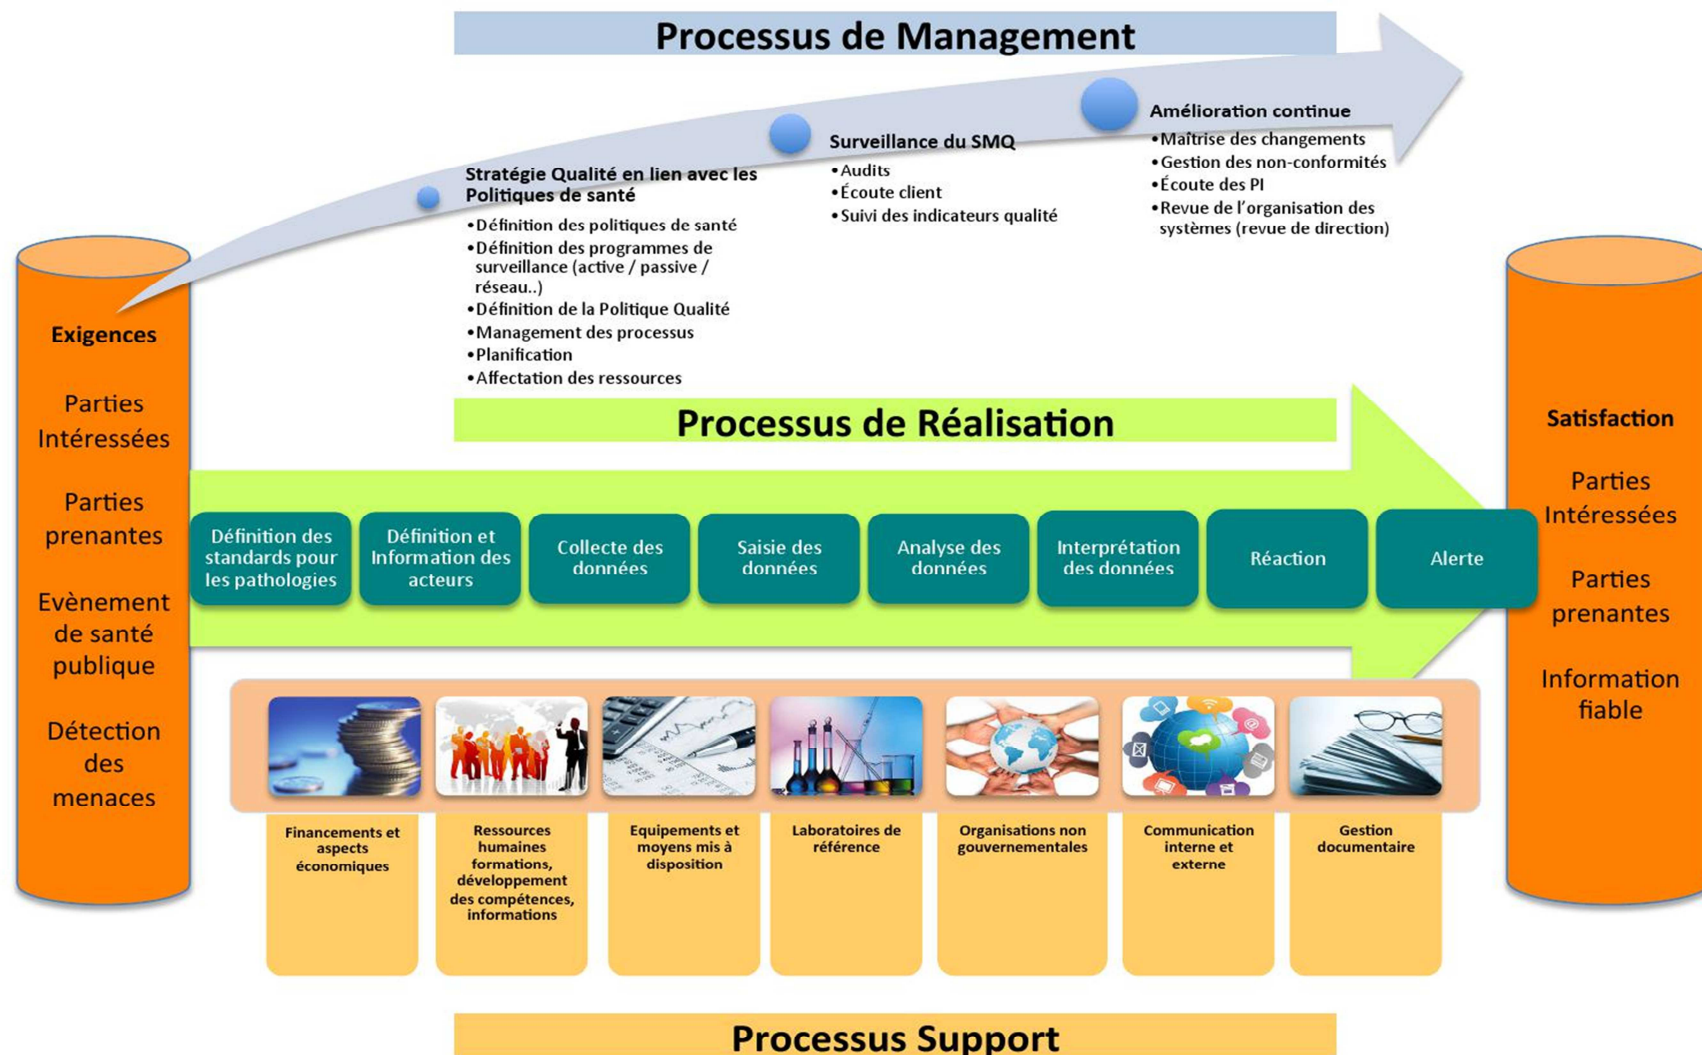 Processus de Management
Stratégie Qualité en lien avec les
Politiques de santé
•Définition des politiques de santé
•Définition des programmes de
surveillance (active / passive /
réseau..)
•Définition de la Politique Qualité
•Management des processus
•Planification
•Affectation des ressources
Surveillance du SMQ
•Audits
•Écoute client
•Suivi des indicateurs qualité
Amélioration continue
•Maîtrise des changements
•Gestion des non-conformités
•Écoute des PI
•Revue de l'organisation des
systèmes (revue de direction)
Exigences
Parties
Intéressées
Parties
prenantes
Evènement
de santé
publique
Détection
des
menaces
Processus de Réalisation
Définition des
standards pour
les pathologies
Définition et
Information des
acteurs
Collecte des
données
Saisie des
données
Analyse des
données
Interprétation
des données
Réaction
Alerte
Satisfaction
Parties
Intéressées
Parties
prenantes
Information
fiable
Financements et
aspects
économiques
Ressources
humaines
formations,
développement
des compétences,
informations
Equipements et
moyens mis à
disposition
Laboratoires de
référence
Organisations non
gouvernementales
Communication
interne et
externe
Gestion
documentaire
Processus Support